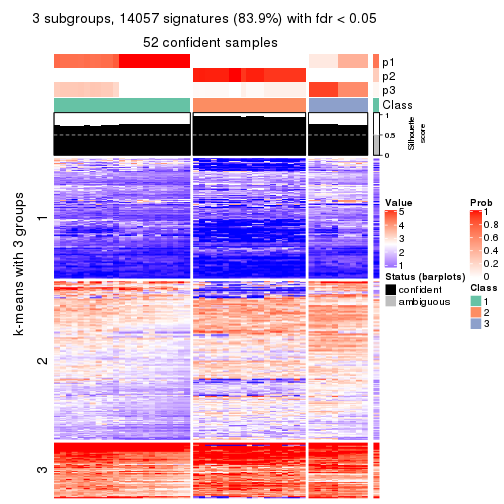 3 subgroups, 14057 signatures (83.9%) with fdr < 0.05
52 confident samples
p1
p2
p3
Class
1
0.5
0
Silhouette
score
k-means with 3 groups
1
2
3
Value
5
4
3
2
1
Status (barplots)
confident
ambiguous
Prob
1
0.8
0.6
0.4
0.2
0
Class
1
2
3